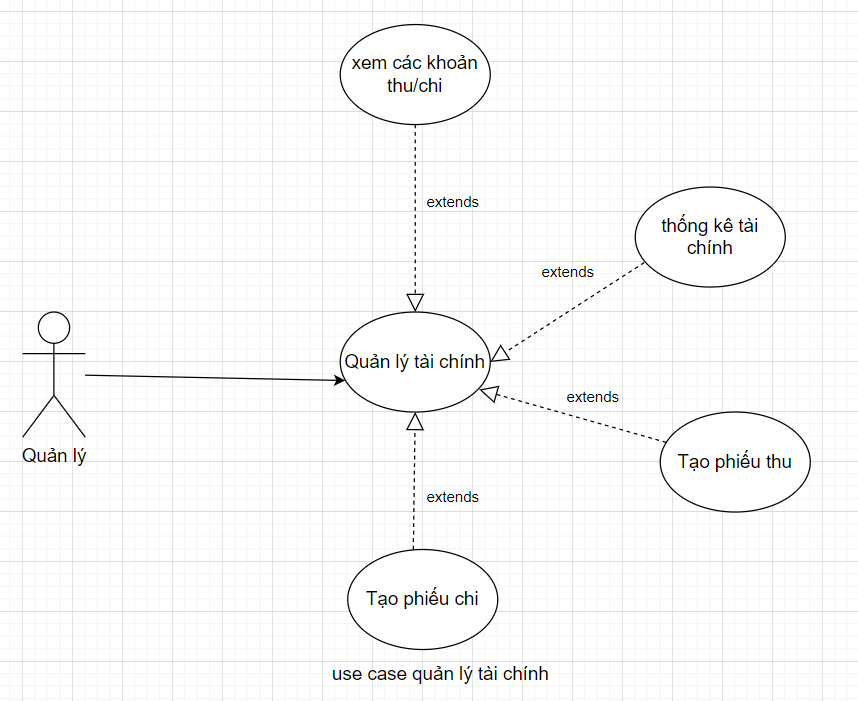 xem các khoản
thu/chi
extends
thống kê tài
chính
extends
Quản lý tài chính
extends
Quản lý
Tạo phiếu thu
extends
Tạo phiếu chi
use case quản lý tài chính